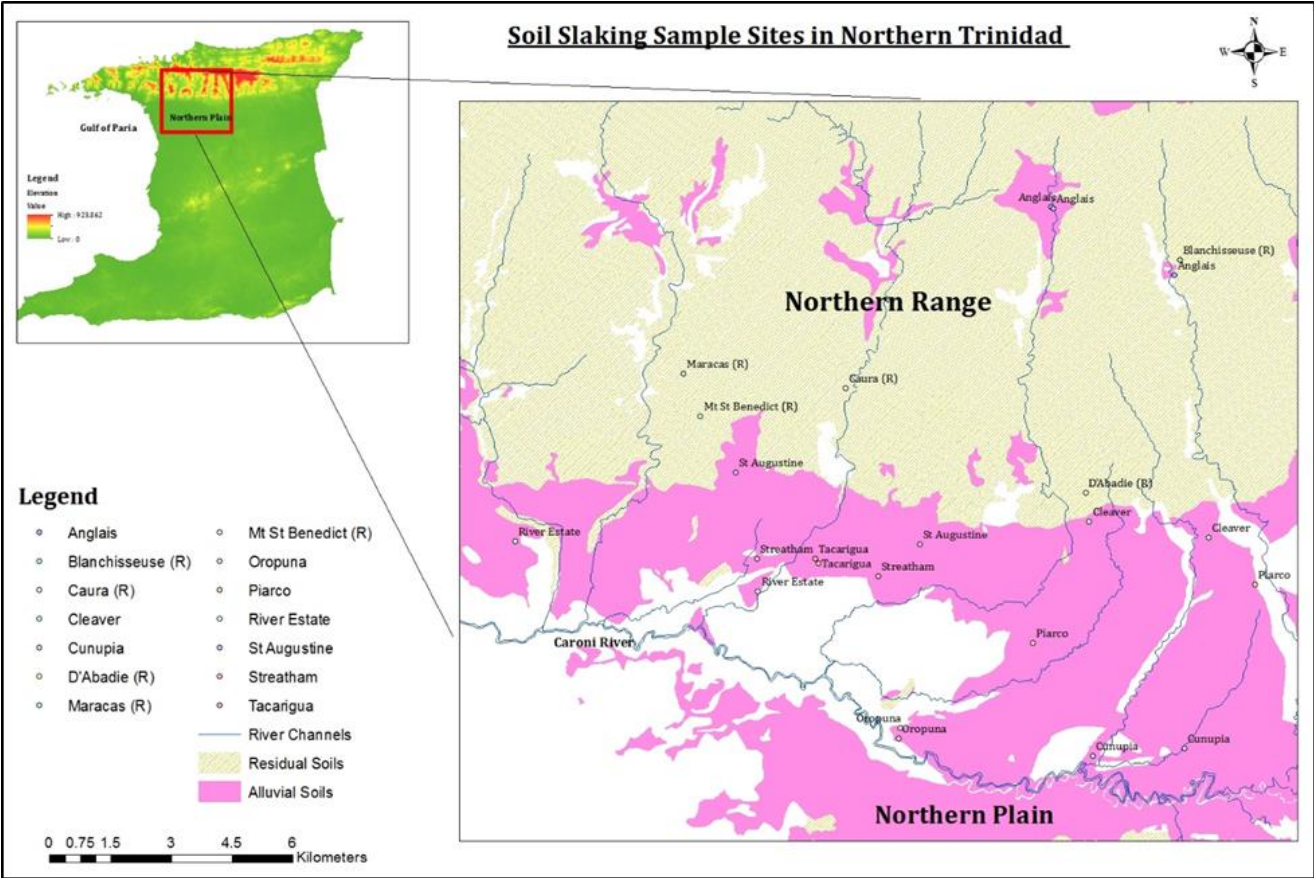 Soil Slaking Sample Sites in Northern Trinidad
N
W
E
S
Northern Plain
Gulf of Paria
Legend
Elevation
Value
High : 923.862
Low : 0
Anglais
Anglais
Blanchisseuse (R)
Anglais
Northern Range
Maracas (R)
Caura (R)
Mt St Benedict (R)
St Augustine
D'Abadie (R)
Cleaver
River Estate
Cleaver
St Augustine
Streatham
Tacarigua
Tacarigua
Streatham
River Estate
Piarco
Caroni River
Piarco
Oropuna
Oropuna
Cunupia
Cunupia
Northern Plain
Legend
Anglais
Blanchisseuse (R)
Caura (R)
Cleaver
Cunupia
D'Abadie (R)
Maracas (R)
Mt St Benedict (R)
Oropuna
Piarco
River Estate
St Augustine
Streatham
Tacarigua
River Channels
Residual Soils
Alluvial Soils
0 0.75 1.5 3 4.5 6
Kilometers